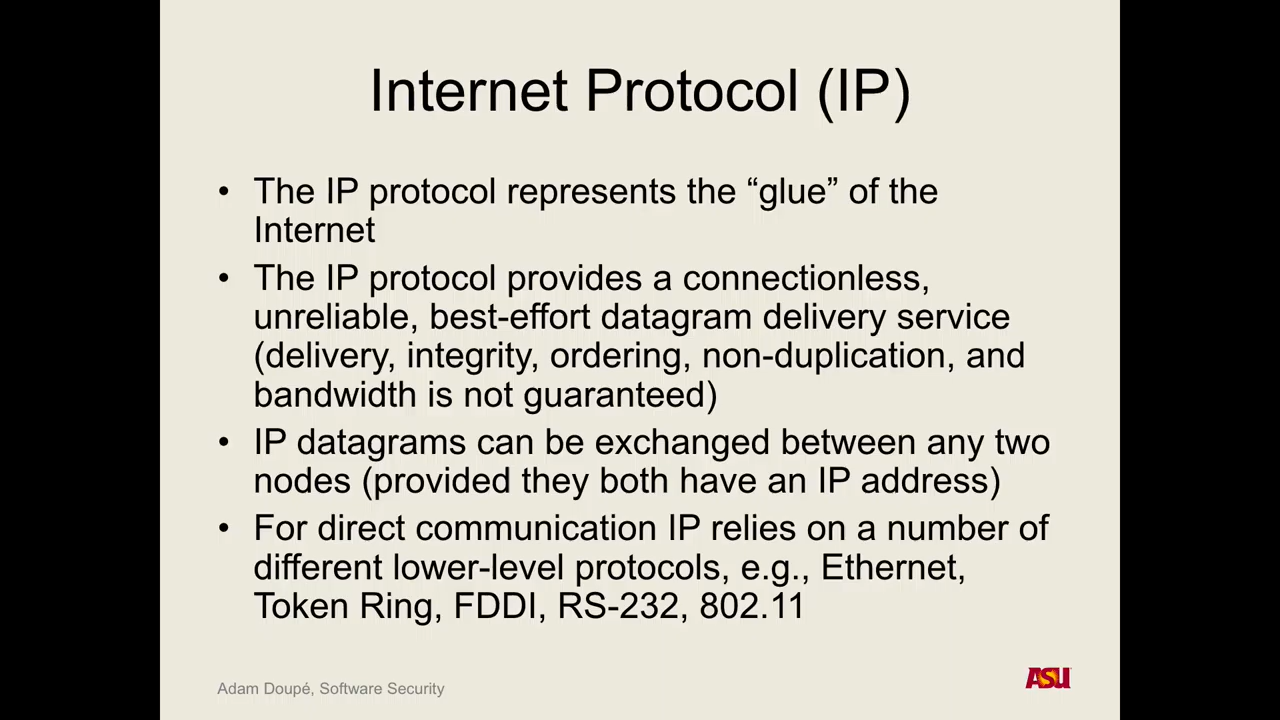 Internet Protocol (IP)
• The IP protocol represents the “glue” of the
Internet
• The IP protocol provides a connectionless,
unreliable, best-effort datagram delivery service
(delivery, integrity, ordering, non-duplication, and
bandwidth is not guaranteed)
• IP datagrams can be exchanged between any two
nodes (provided they both have an IP address)
• For direct communication IP relies on a number of
different lower-level protocols, e.g., Ethernet,
Token Ring, FDDI, RS-232, 802.11
Adam Doupé, Software Security
ASU